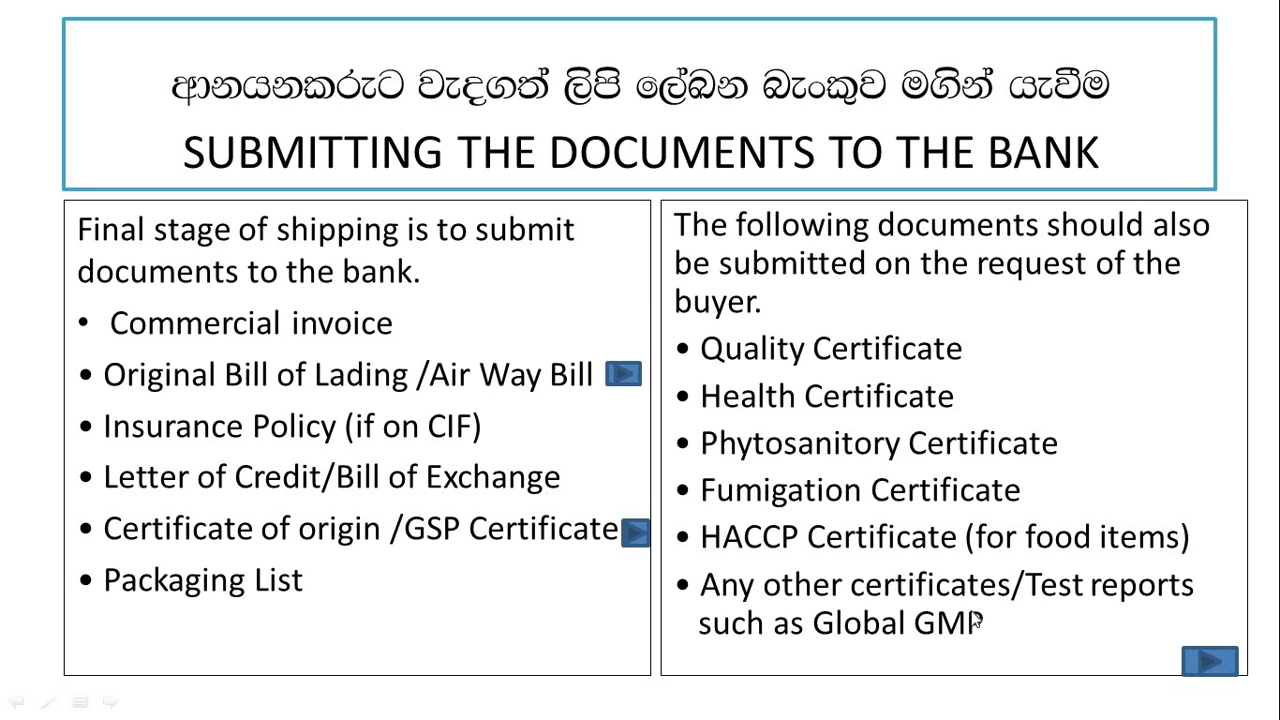 ආනයනකරුට වැදගත් ලිපි ලේඛන බැංකුව මගින් යැවීම
SUBMITTING THE DOCUMENTS TO THE BANK
Final stage of shipping is to submit
documents to the bank.
• Commercial invoice
• Original Bill of Lading /Air Way Bill
• Insurance Policy (if on CIF)
• Letter of Credit/Bill of Exchange
• Certificate of origin /GSP Certificate
• Packaging List
The following documents should also
be submitted on the request of the
buyer.
• Quality Certificate
• Health Certificate
• Phytosanitory Certificate
• Fumigation Certificate
• HACCP Certificate (for food items)
• Any other certificates/Test reports
such as Global GMP